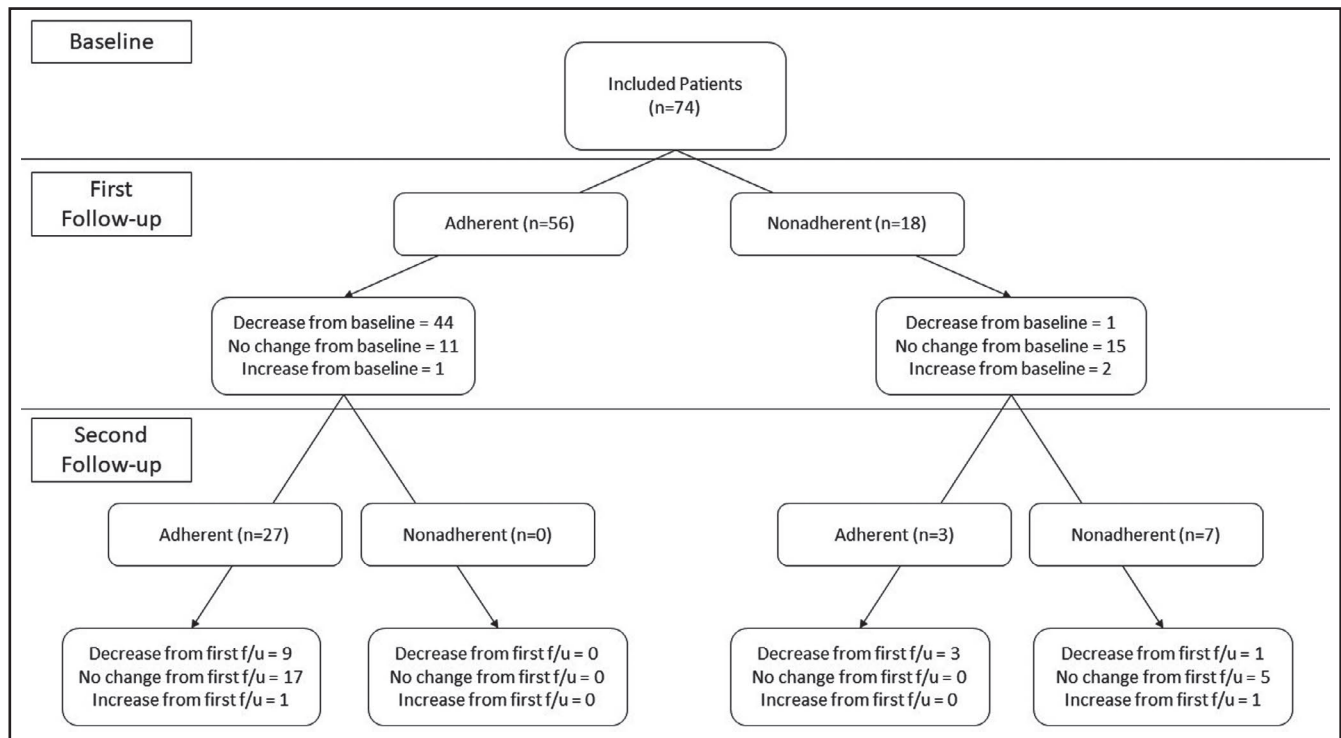 Baseline
Included Patients
(n=74)
First
Follow-up
Adherent (n=56)
Nonadherent (n=18)
Decrease from baseline = 44
No change from baseline = 11
Increase from baseline = 1
Decrease from baseline = 1
No change from baseline = 15
Increase from baseline = 2
Second
Follow-up
Adherent (n=27)
Nonadherent (n=0)
Adherent (n=3)
Nonadherent (n=7)
Decrease from first f/u = 9
No change from first f/u = 17
Increase from first f/u = 1
Decrease from first f/u = 0
No change from first f/u = 0
Increase from first f/u = 0
Decrease from first f/u = 3
No change from first f/u = 0
Increase from first f/u = 0
Decrease from first f/u = 1
No change from first f/u = 5
Increase from first f/u = 1